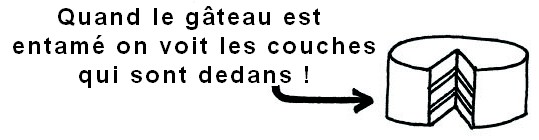 Quand le gâteau est
entamé on voit les couches
qui sont dedans !